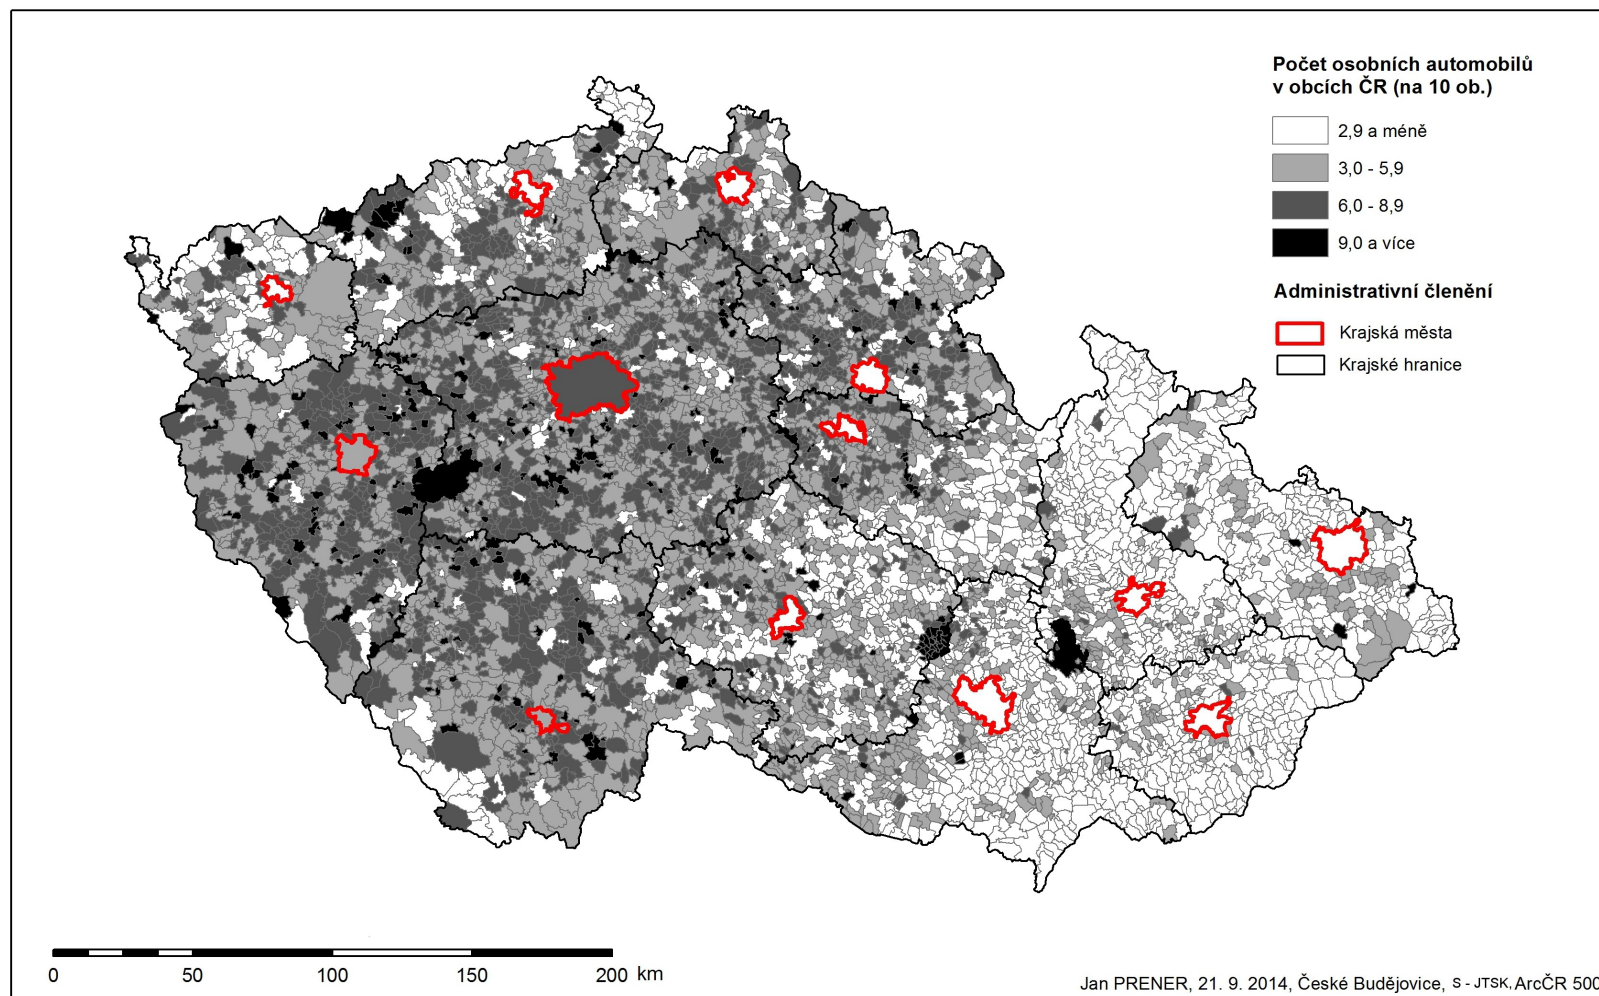 Počet osobních automobilů
v obcích ČR (na 10 ob.)
2,9 a méně
3,0 - 5,9
6,0 - 8,9
9,0 a více
Administrativní členění
Krajská města
Krajské hranice
0 50 100 150 200 km
Jan PRENER, 21. 9. 2014, České Budějovice, S - JTSK, ArcČR 500